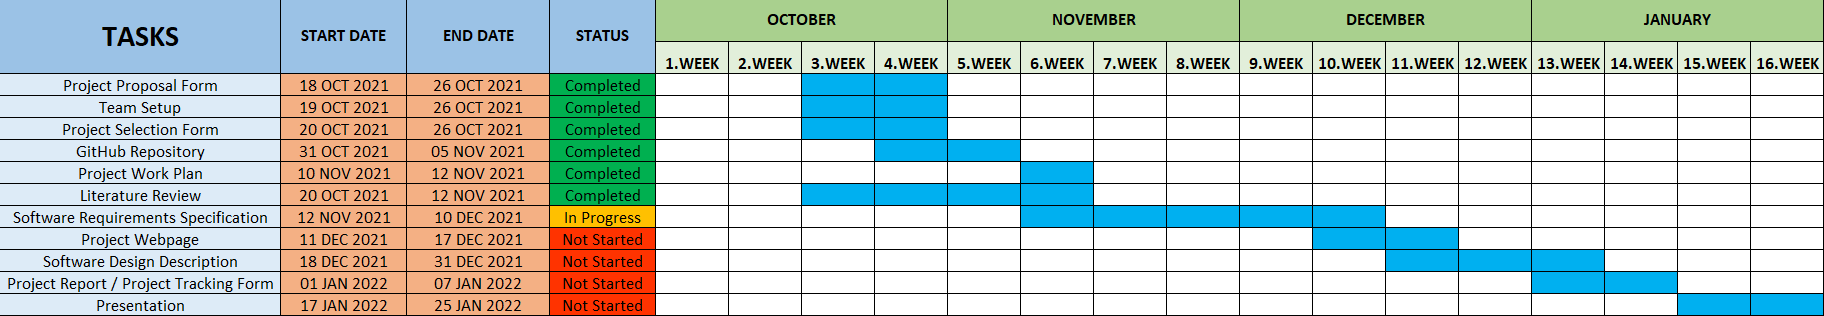 TASKS START DATE END DATE STATUS OCTOBER NOVEMBER DECEMBER JANUARY
1.WEEK 2.WEEK 3.WEEK 4.WEEK 5.WEEK 6.WEEK 7.WEEK 8.WEEK 9.WEEK 10.WEEK 11.WEEK 12.WEEK 13.WEEK 14.WEEK 15.WEEK 16.WEEK
Project Proposal Form 18 OCT 2021 26 OCT 2021 Completed
Team Setup 19 OCT 2021 26 OCT 2021 Completed
Project Selection Form 20 OCT 2021 26 OCT 2021 Completed
GitHub Repository 31 OCT 2021 05 NOV 2021 Completed
Project Work Plan 10 NOV 2021 12 NOV 2021 Completed
Literature Review 20 OCT 2021 12 NOV 2021 Completed
Software Requirements Specification 12 NOV 2021 10 DEC 2021 In Progress
Project Webpage 11 DEC 2021 17 DEC 2021 Not Started
Software Design Description 18 DEC 2021 31 DEC 2021 Not Started
Project Report / Project Tracking Form 01 JAN 2022 07 JAN 2022 Not Started
Presentation 17 JAN 2022 25 JAN 2022 Not Started